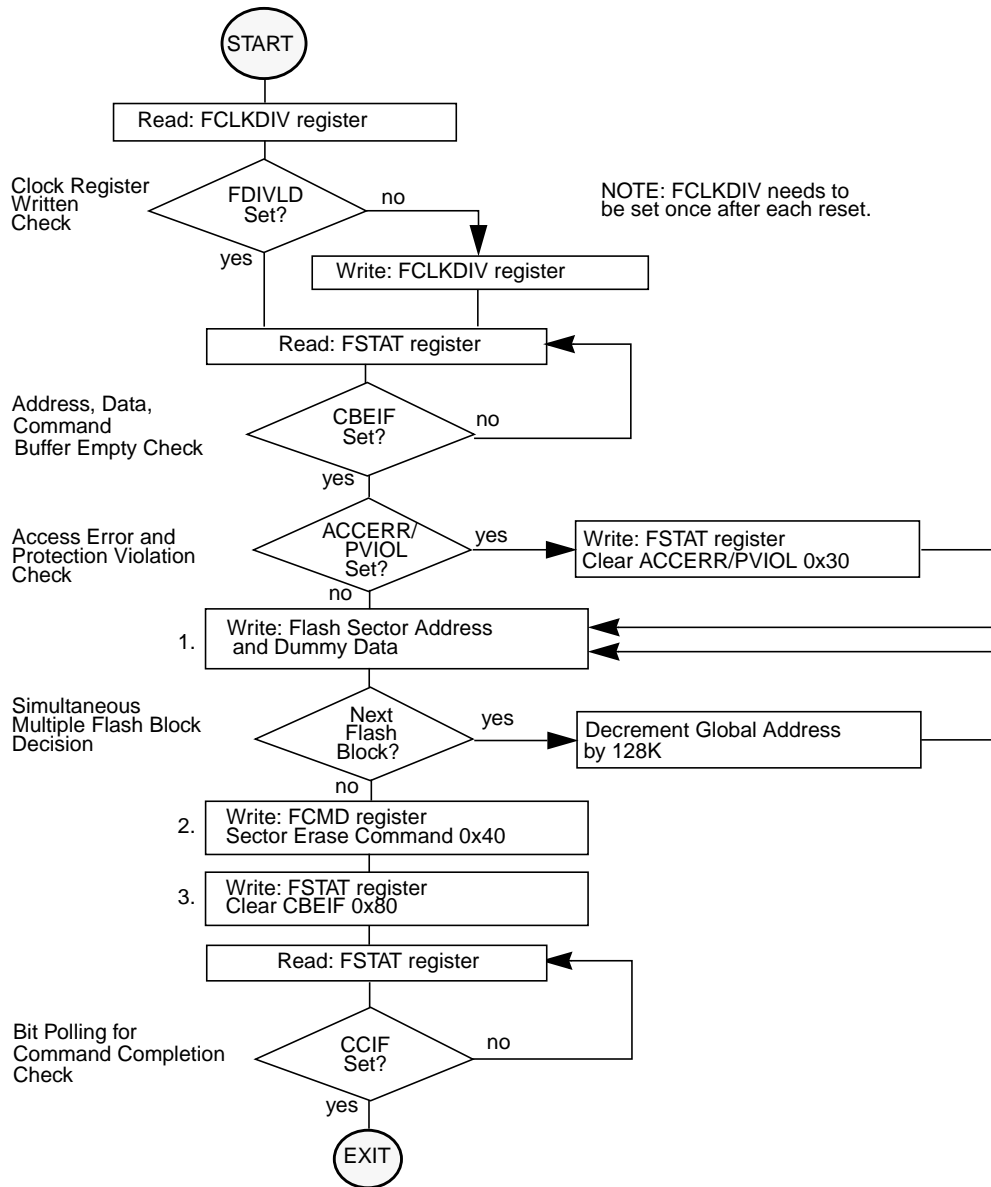 START
Read: FCLKDIV register
Clock Register
Written
Check
FDIVLD
Set?
no
yes
NOTE: FCLKDIV needs to
be set once after each reset.
Write: FCLKDIV register
Read: FSTAT register
Address, Data,
Command
Buffer Empty Check
CBEIF
Set?
no
yes
Access Error and
Protection Violation
Check
ACCERR/
PVIOL
Set?
yes
no
Write: FSTAT register
Clear ACCERR/PVIOL 0x30
1.
Write: Flash Sector Address
and Dummy Data
Simultaneous
Multiple Flash Block
Decision
Next
Flash
Block?
yes
no
Decrement Global Address
by 128K
2.
Write: FCMD register
Sector Erase Command 0x40
3.
Write: FSTAT register
Clear CBEIF 0x80
Read: FSTAT register
Bit Polling for
Command Completion
Check
CCIF
Set?
no
yes
EXIT